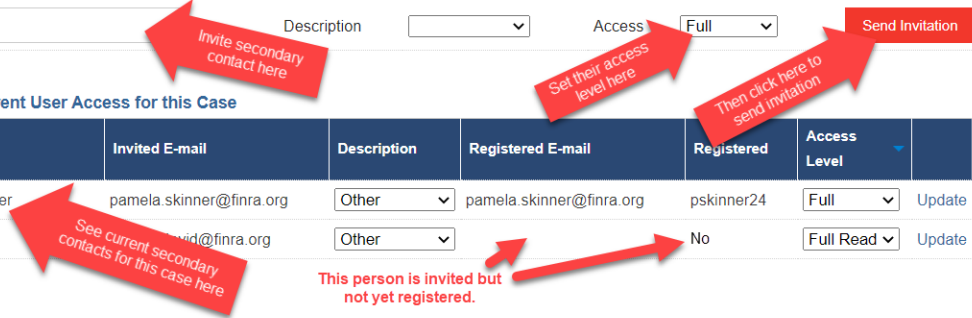 Description Full Access Send Invitation
Invite secondary
contact here
Set their access
level here
Then click here to
send invitation
User Access for this Case
Invited E-mail Description Registered E-mail Registered Access
Level
pamela.skinner@finra.org Other pamela.skinner@finra.org pskinner24 Full Update
See current secondary
contacts for this case here
@finra.org Other No Full Read Update
This person is invited but
not yet registered.